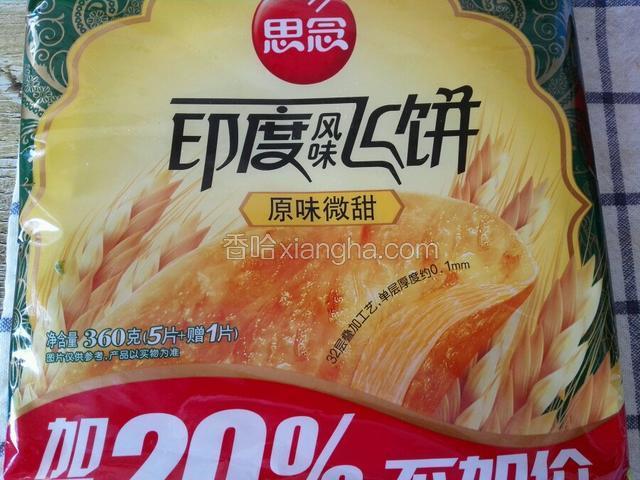 思念
印度风味飞饼
原味微甜
香哈xiangha.com
32层叠加工艺,单层厚度约0.1mm
净含量 360克(5片+赠1片)
图片仅供参考,产品以实物为准
加量20%不加价